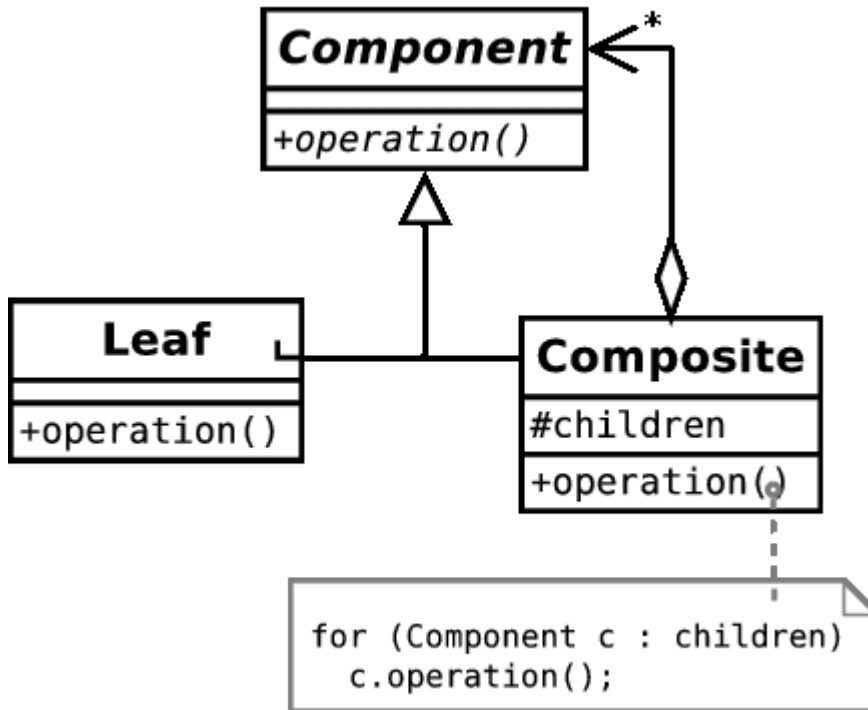 Component
*
+operation()
Leaf
+operation()
Composite
#children
+operation()
for (Component c : children)
  c.operation();